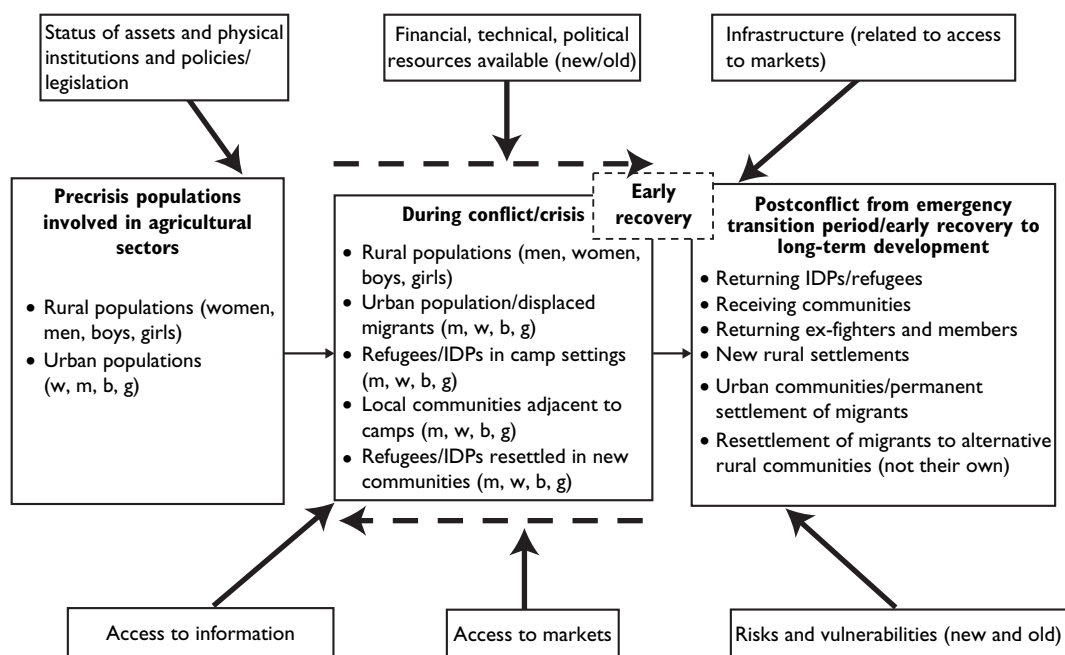 Status of assets and physical
institutions and policies/
legislation
Financial, technical, political
resources available (new/old)
Infrastructure (related to access
to markets)
Precrisis populations
involved in agricultural
sectors
• Rural populations (women,
men, boys, girls)
• Urban populations
(w, m, b, g)
During conflict/crisis
• Rural populations (men, women,
boys, girls)
• Urban population/displaced
migrants (m, w, b, g)
• Refugees/IDPs in camp settings
(m, w, b, g)
• Local communities adjacent to
camps (m, w, b, g)
• Refugees/IDPs resettled in new
communities (m, w, b, g)
Early
recovery
Postconflict from emergency
transition period/early recovery to
long-term development
• Returning IDPs/refugees
• Receiving communities
• Returning ex-fighters and members
• New rural settlements
• Urban communities/permanent
settlement of migrants
• Resettlement of migrants to alternative
rural communities (not their own)
Access to information
Access to markets
Risks and vulnerabilities (new and old)